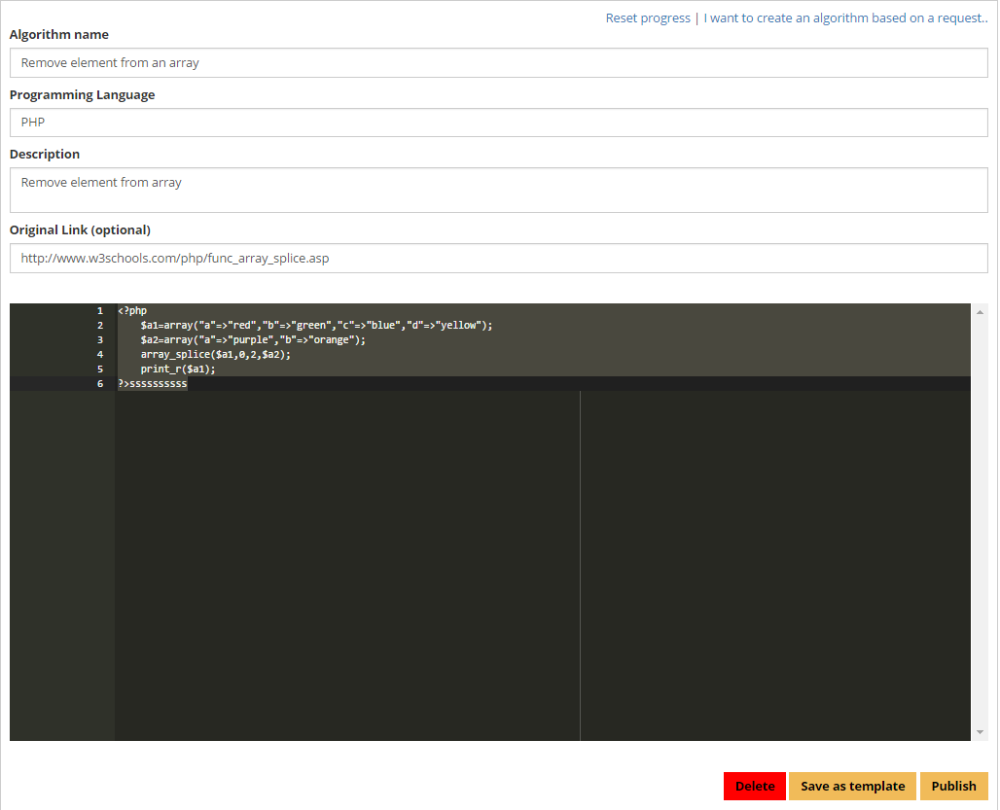 Reset progress | I want to create an algorithm based on a request..
Algorithm name
Remove element from an array
Programming Language
PHP
Description
Remove element from array
Original Link (optional)
http://www.w3schools.com/php/func_array_splice.asp
1 <?php
2 $a1=array("a"=>"red","b"=>"green","c"=>"blue","d"=>"yellow");
3 $a2=array("a"=>"purple","b"=>"orange");
4 array_splice($a1,0,2,$a2);
5 print_r($a1);
6 ?>ssssssssss
Delete Save as template Publish